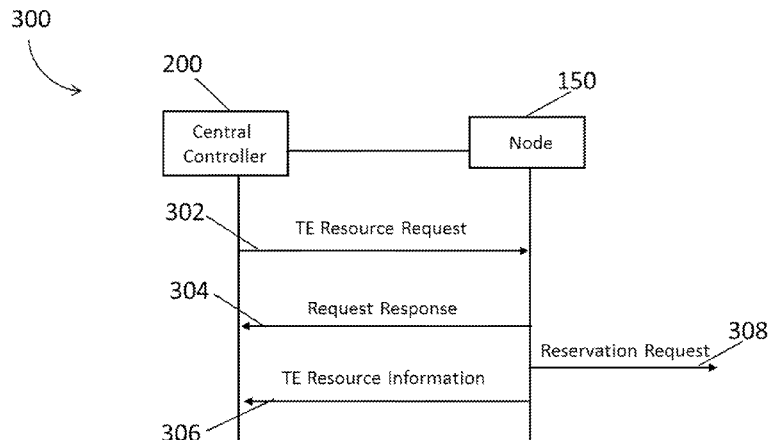 300
200
150
Central
Controller
Node
302
TE Resource Request
304
Request Response
Reservation Request
308
TE Resource Information
306